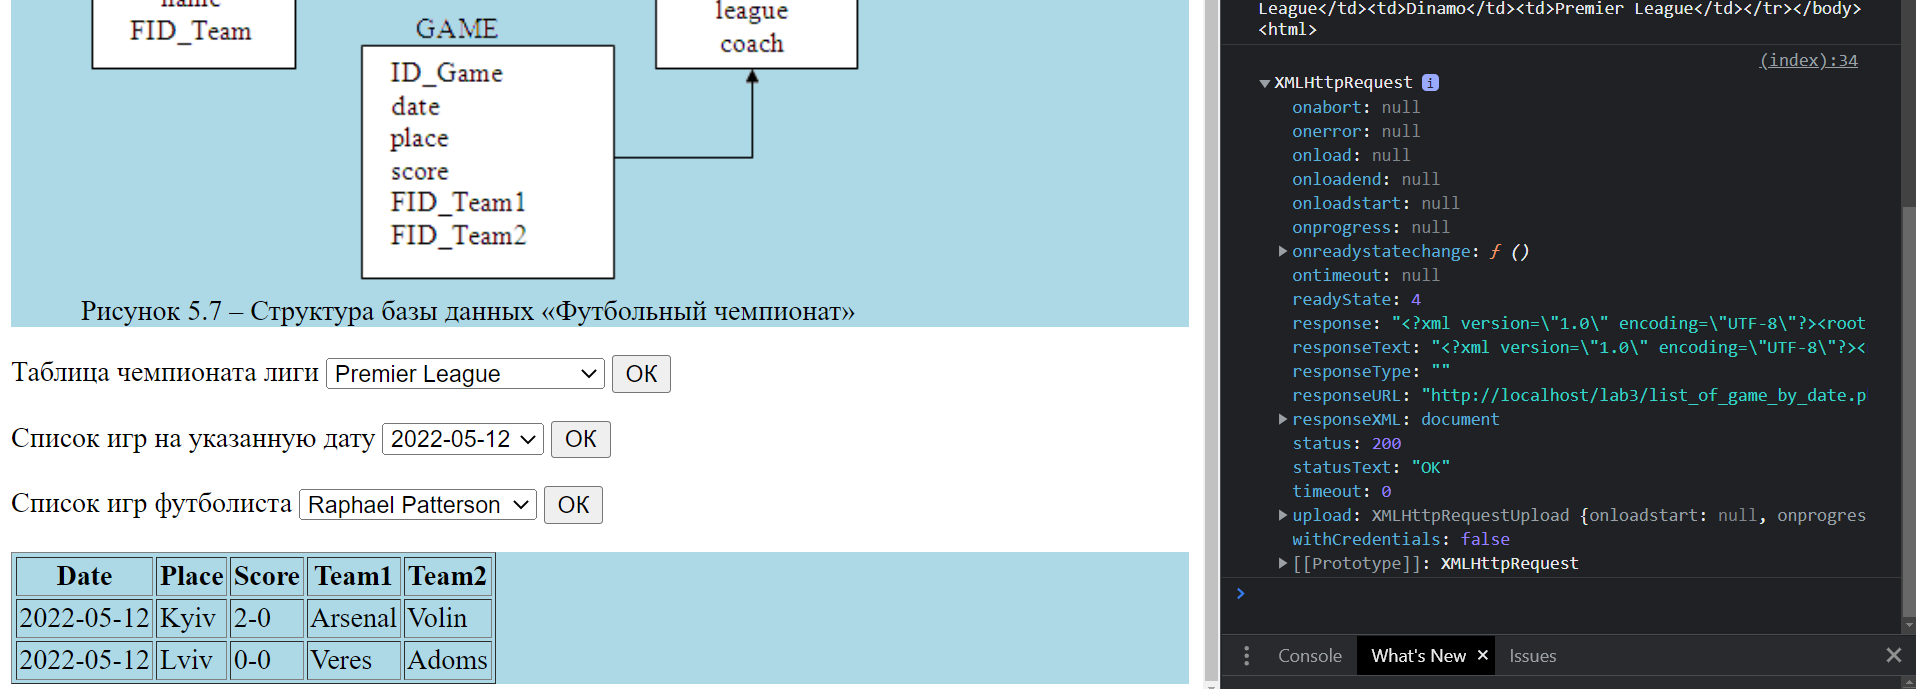 name
FID_Team
GAME
ID_Game
date
place
score
FID_Team1
FID_Team2
league
coach
Рисунок 5.7 – Структура базы данных «Футбольный чемпионат»
Таблица чемпионата лиги Premier League OK
Список игр на указанную дату 2022-05-12 OK
Список игр футболиста Raphael Patterson OK
Date Place Score Team1 Team2
2022-05-12 Kyiv 2-0 Arsenal Volin
2022-05-12 Lviv 0-0 Veres Adoms
League</td><td>Dinamo</td><td>Premier League</td></tr></body>
<html>
(index):34
XMLHttpRequest i
onabort: null
onerror: null
onload: null
onloadend: null
onloadstart: null
onprogress: null
onreadystatechange: ƒ ()
ontimeout: null
readyState: 4
response: "<?xml version=\"1.0\" encoding=\"UTF-8\"?><root
responseText: "<?xml version=\"1.0\" encoding=\"UTF-8\"?><
responseType: ""
responseURL: "http://localhost/lab3/list_of_game_by_date.p
responseXML: document
status: 200
statusText: "OK"
timeout: 0
upload: XMLHttpRequestUpload {onloadstart: null, onprogres
withCredentials: false
[[Prototype]]: XMLHttpRequest
Console What's New × Issues